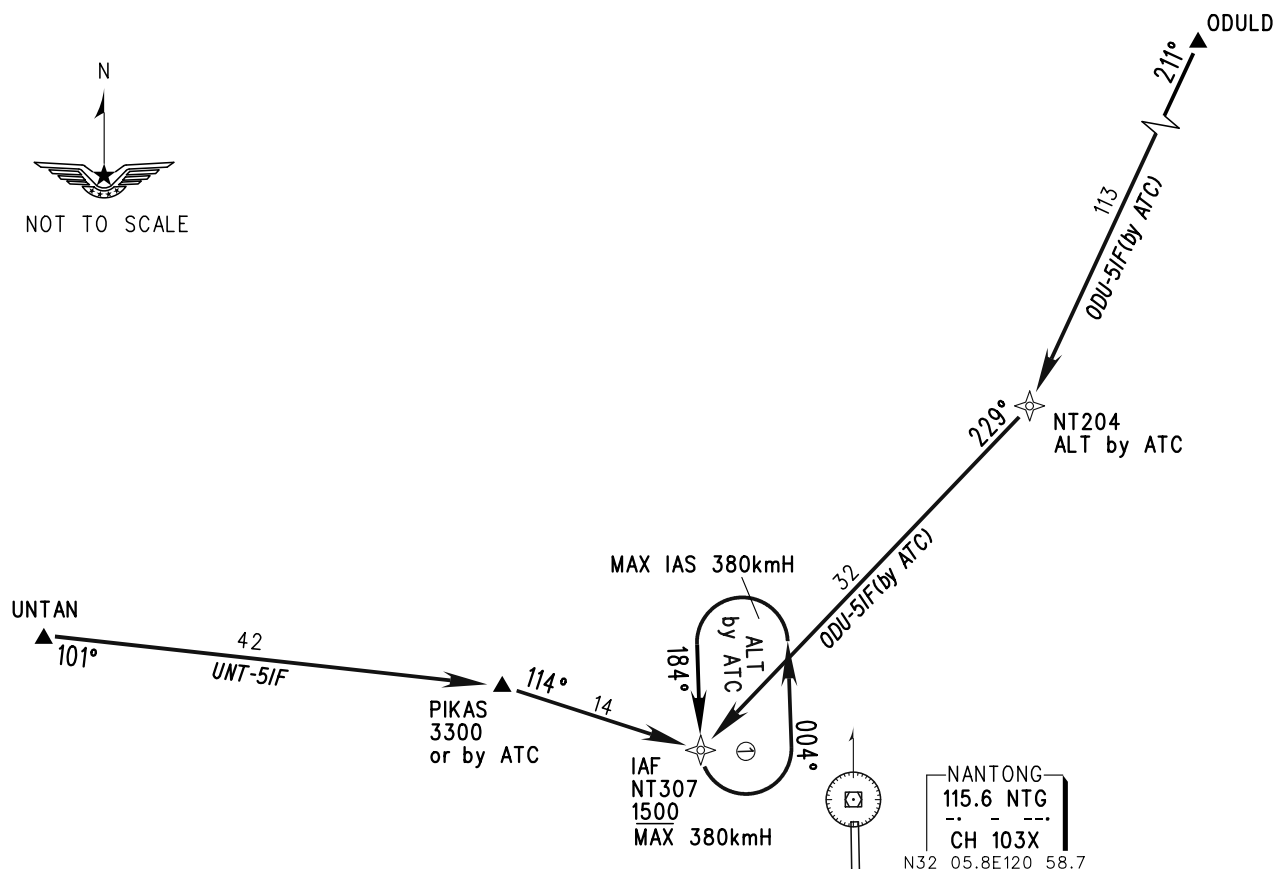 ODULD
211°
N
NOT TO SCALE
113
ODU-5IF(by ATC)
229°
NT204
ALT by ATC
MAX IAS 380kmH
32
ODU-5IF(by ATC)
UNTAN
101°
42
UNT-5IF
ALT
by ATC
184°
004°
114°
14
PIKAS
3300
or by ATC
1
IAF
NT307
1500
MAX 380kmH
NANTONG
115.6 NTG
-· - --·
CH 103X
N32 05.8E120 58.7